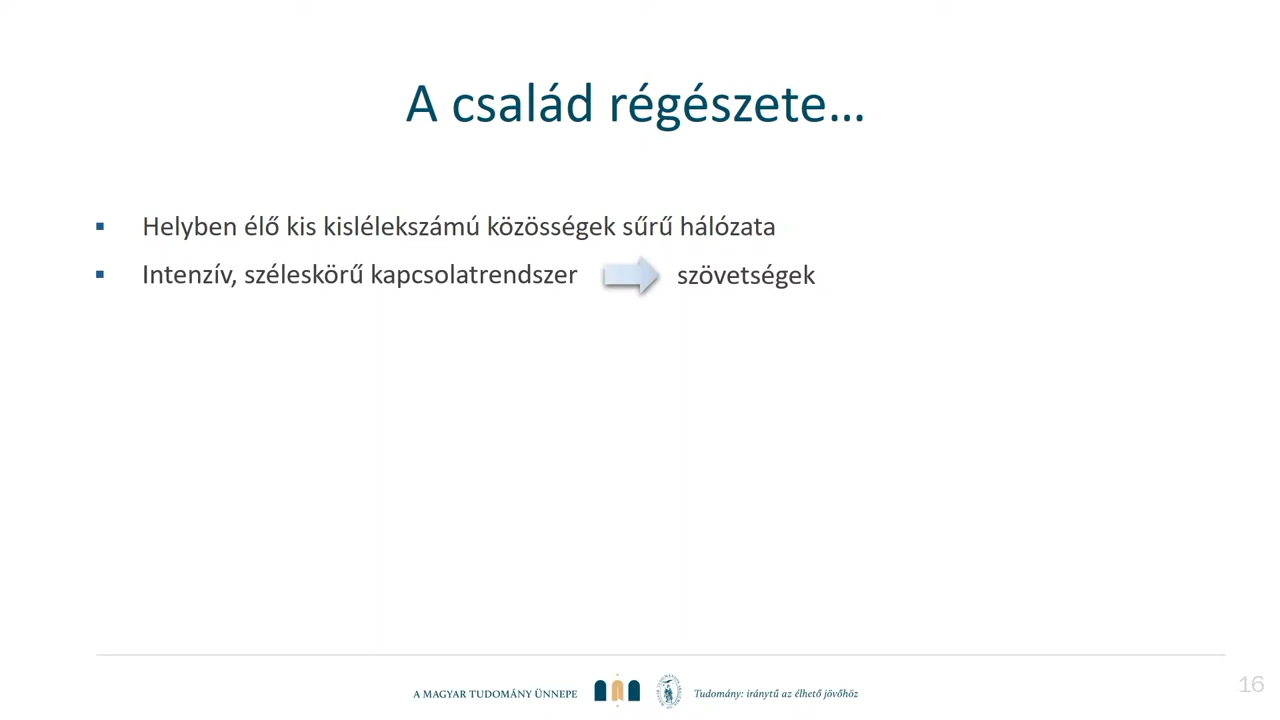 A család régészete...
Helyben élő kis kislélekszámú közösségek sűrű hálózata
Intenzív, széleskörű kapcsolatrendszer szövetségek
A MAGYAR TUDOMÁNY ÜNNEPE Tudomány: iránytű az élhető jövőhöz
16